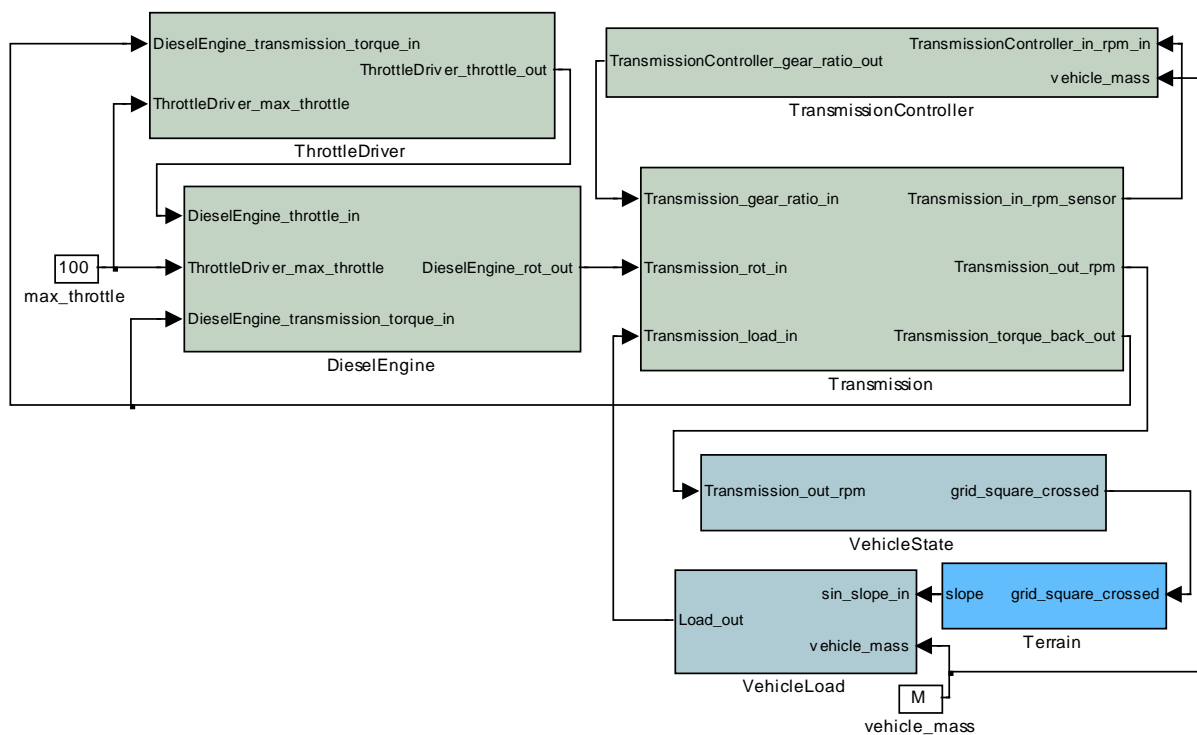 DieselEngine_transmission_torque_in
ThrottleDriver_throttle_out
ThrottleDriver_max_throttle
ThrottleDriver
TransmissionController_in_rpm_in
TransmissionController_gear_ratio_out
vehicle_mass
TransmissionController
DieselEngine_throttle_in
ThrottleDriver_max_throttle
DieselEngine_rot_out
DieselEngine_transmission_torque_in
DieselEngine
100
max_throttle
Transmission_gear_ratio_in
Transmission_in_rpm_sensor
Transmission_rot_in
Transmission_out_rpm
Transmission_load_in
Transmission_torque_back_out
Transmission
Transmission_out_rpm
grid_square_crossed
VehicleState
sin_slope_in
Load_out
vehicle_mass
VehicleLoad
slope
grid_square_crossed
Terrain
M
vehicle_mass